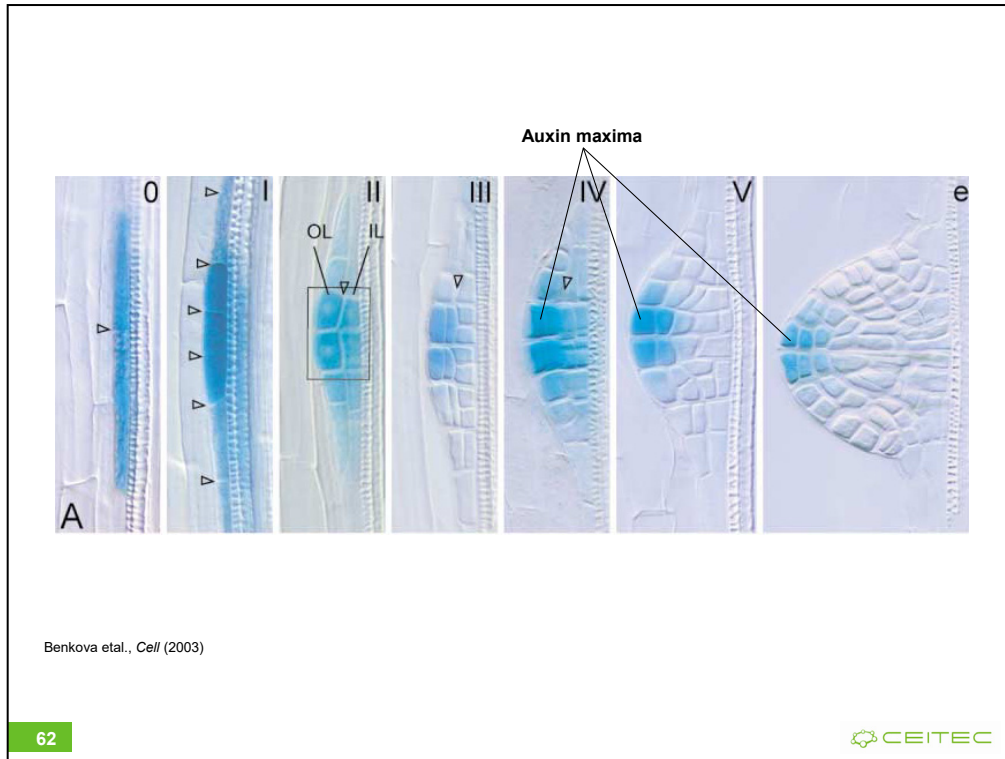 Auxin maxima
0
I
II
III
IV
V
e
OL
IL
A
Benkova etal., Cell (2003)
62
CEITEC